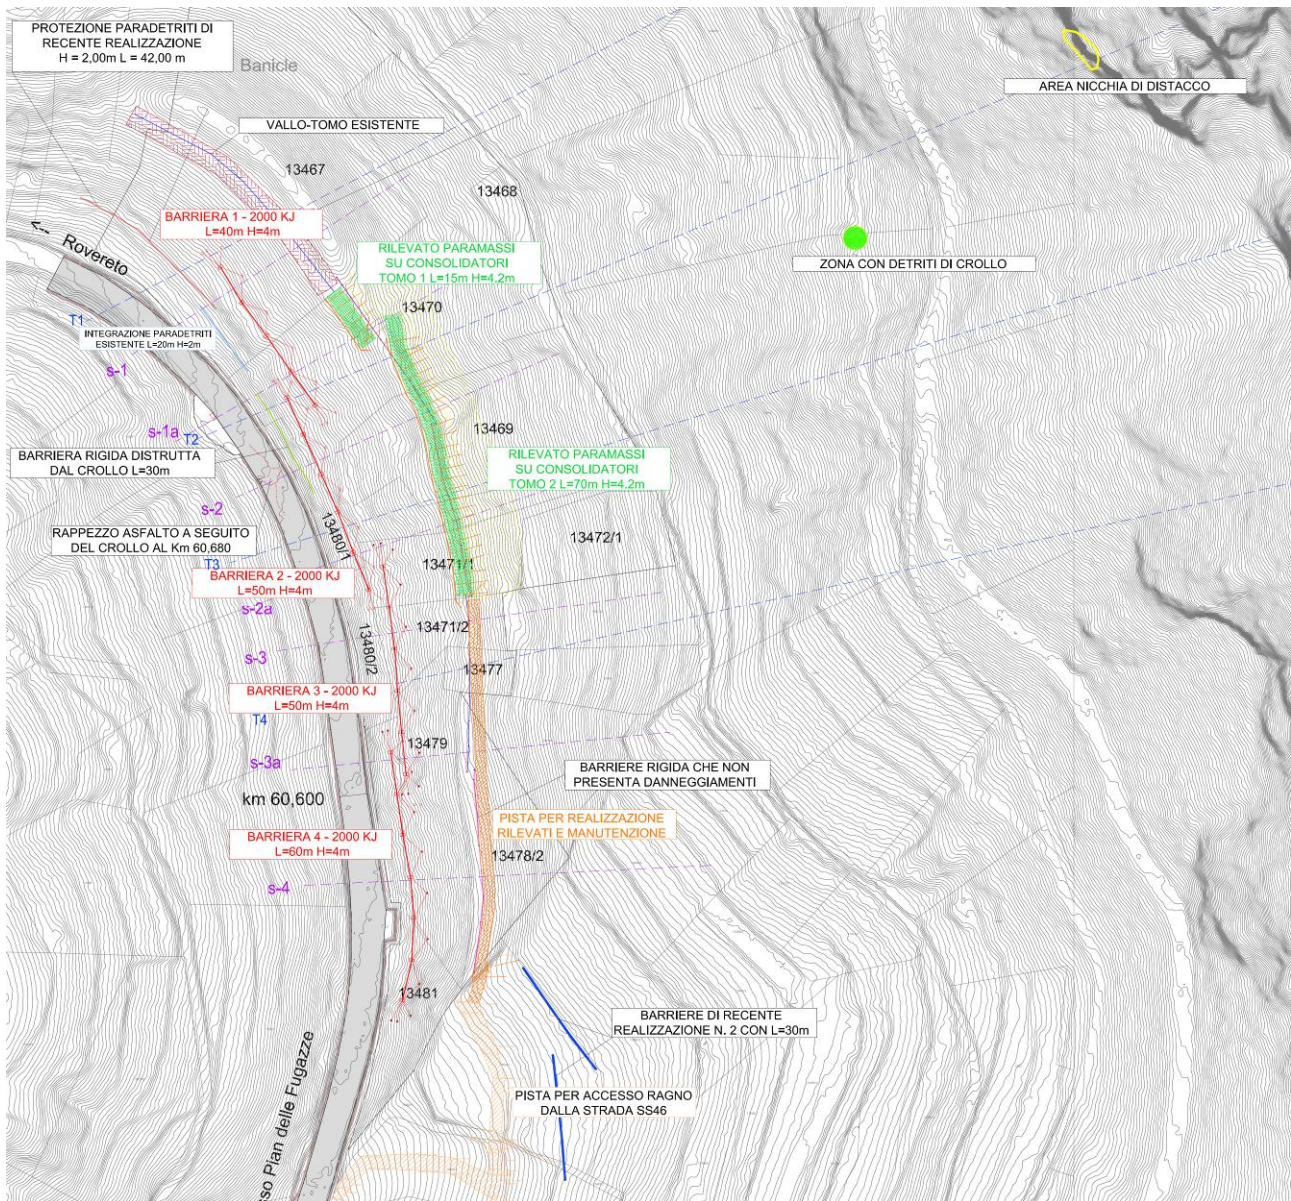 PROTEZIONE PARADETRITI DI
RECENTE REALIZZAZIONE
H = 2,00m L = 42,00 m
Banicle
AREA NICCHIA DI DISTACCO
VALLO-TOMO ESISTENTE
13467
13468
BARRIERA 1 - 2000 KJ
L=40m H=4m
<--- Rovereto
RILEVATO PARAMASSI
SU CONSOLIDATORI
TOMO 1 L=15m H=4.2m
ZONA CON DETRITI DI CROLLO
13470
T1
INTEGRAZIONE PARADETRITI
ESISTENTE L=20m H=2m
s-1
s-1a
T2
13469
BARRIERA RIGIDA DISTRUTTA
DAL CROLLO L=30m
RILEVATO PARAMASSI
SU CONSOLIDATORI
TOMO 2 L=70m H=4.2m
s-2
RAPPEZZO ASFALTO A SEGUITO
DEL CROLLO AL Km 60,680
13480/1
13472/1
T3
13471/1
BARRIERA 2 - 2000 KJ
L=50m H=4m
s-2a
13471/2
13480/2
s-3
13477
BARRIERA 3 - 2000 KJ
L=50m H=4m
T4
13479
s-3a
BARRIERE RIGIDA CHE NON
PRESENTA DANNEGGIAMENTI
km 60,600
PISTA PER REALIZZAZIONE
RILEVATI E MANUTENZIONE
BARRIERA 4 - 2000 KJ
L=60m H=4m
13478/2
s-4
13481
BARRIERE DI RECENTE
REALIZZAZIONE N. 2 CON L=30m
PISTA PER ACCESSO RAGNO
DALLA STRADA SS46
sso Pian delle Fugazze